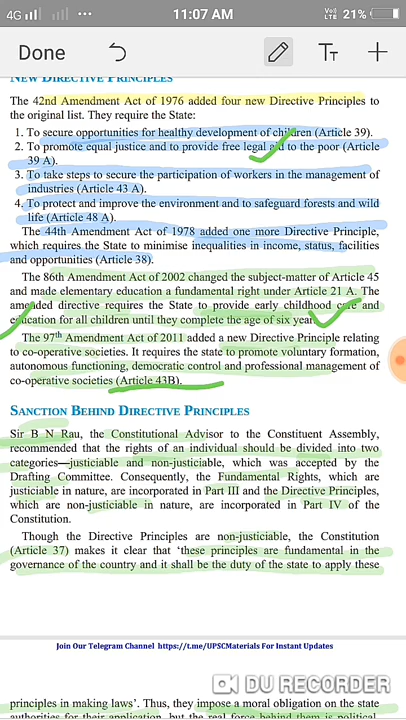 4G 11:07 AM VoI) LTE 21%
Done TT +
NEW DIRECTIVE PRINCIPLES
The 42nd Amendment Act of 1976 added four new Directive Principles to
the original list. They require the State:
1. To secure opportunities for healthy development of children (Article 39).
2. To promote equal justice and to provide free legal aid to the poor (Article
39 A).
3. To take steps to secure the participation of workers in the management of
industries (Article 43 A).
4. To protect and improve the environment and to safeguard forests and wild
life (Article 48 A).
The 44th Amendment Act of 1978 added one more Directive Principle,
which requires the State to minimise inequalities in income, status, facilities
and opportunities (Article 38).
The 86th Amendment Act of 2002 changed the subject-matter of Article 45
and made elementary education a fundamental right under Article 21 A. The
amended directive requires the State to provide early childhood care and
education for all children until they complete the age of six years.
The 97th Amendment Act of 2011 added a new Directive Principle relating
to co-operative societies. It requires the state to promote voluntary formation,
autonomous functioning, democratic control and professional management of
co-operative societies (Article 43B).
SANCTION BEHIND DIRECTIVE PRINCIPLES
Sir B N Rau, the Constitutional Advisor to the Constituent Assembly,
recommended that the rights of an individual should be divided into two
categories—justiciable and non-justiciable, which was accepted by the
Drafting Committee. Consequently, the Fundamental Rights, which are
justiciable in nature, are incorporated in Part III and the Directive Principles,
which are non-justiciable in nature, are incorporated in Part IV of the
Constitution.
Though the Directive Principles are non-justiciable, the Constitution
(Article 37) makes it clear that ‘these principles are fundamental in the
governance of the country and it shall be the duty of the state to apply these
Join Our Telegram Channel https://t.me/UPSCMaterials For Instant Updates
DU RECORDER
principles in making laws’. Thus, they impose a moral obligation on the state
authorities for their application, but the real force behind them is political,